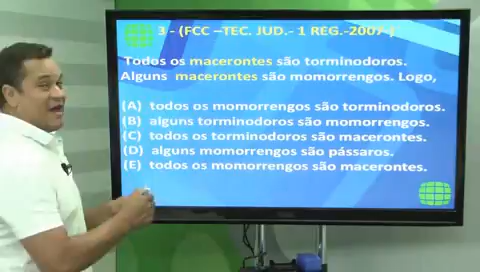 3 - (FCC –TEC. JUD.- 1 REG.-2007-)
Todos os macerontes são torminodoros.
Alguns macerontes são momorrengos. Logo,
(A) todos os momorrengos são torminodoros.
(B) alguns torminodoros são momorrengos.
(C) todos os torminodoros são macerontes.
(D) alguns momorrengos são pássaros.
(E) todos os momorrengos são macerontes.